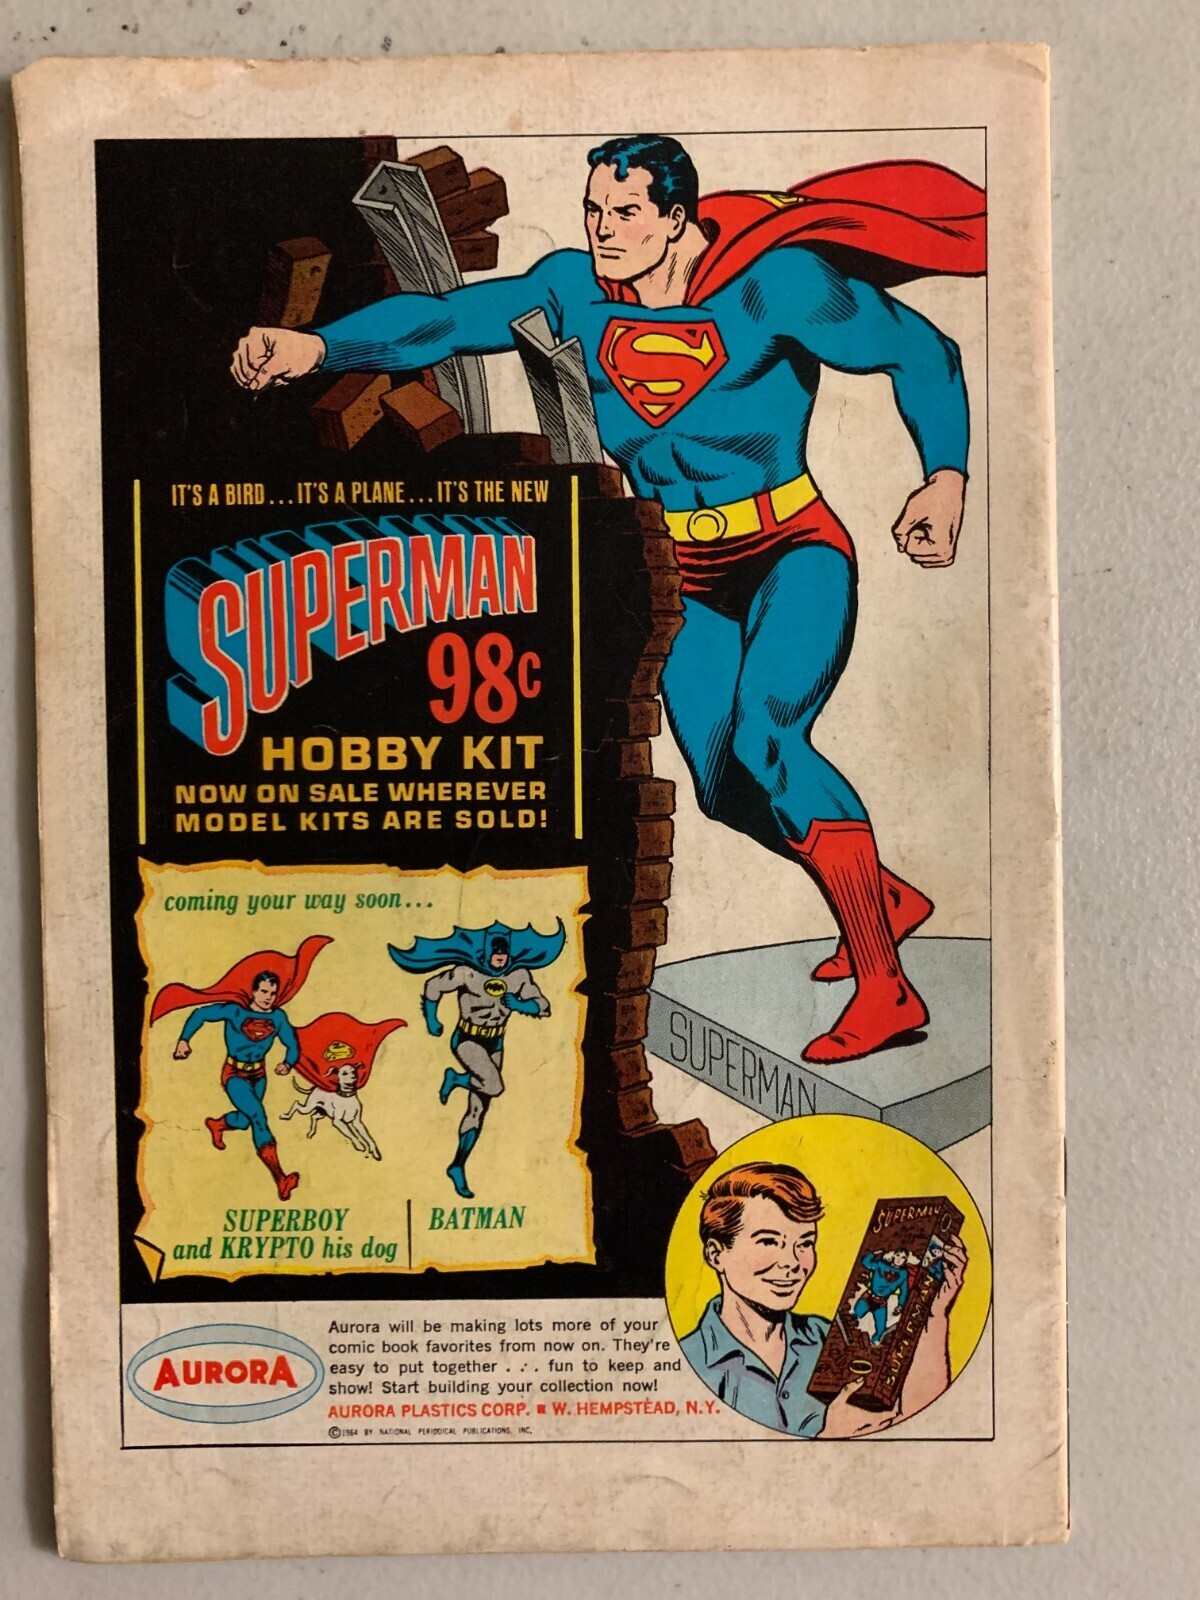 IT'S A BIRD...IT'S A PLANE...IT'S THE NEW
SUPERMAN
98c
HOBBY KIT
NOW ON SALE WHEREVER
MODEL KITS ARE SOLD!
coming your way soon...
SUPERBOY
and KRYPTO his dog
BATMAN
SUPERMAN
SUPERMAN
SUPERMAN
AURORA
Aurora will be making lots more of your
comic book favorites from now on. They're
easy to put together . . . fun to keep and
show! Start building your collection now!
AURORA PLASTICS CORP. ■ W. HEMPSTEAD, N.Y.
©1964 BY NATIONAL PERIODICAL PUBLICATIONS, INC.